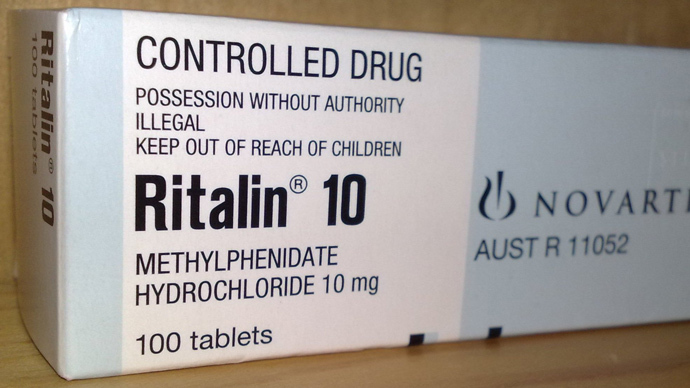 Ritalin® 10
100 tablets
CONTROLLED DRUG
POSSESSION WITHOUT AUTHORITY
ILLEGAL
KEEP OUT OF REACH OF CHILDREN
Ritalin® 10
METHYLPHENIDATE
HYDROCHLORIDE 10 mg
100 tablets
NOVARTI
AUST R 11052